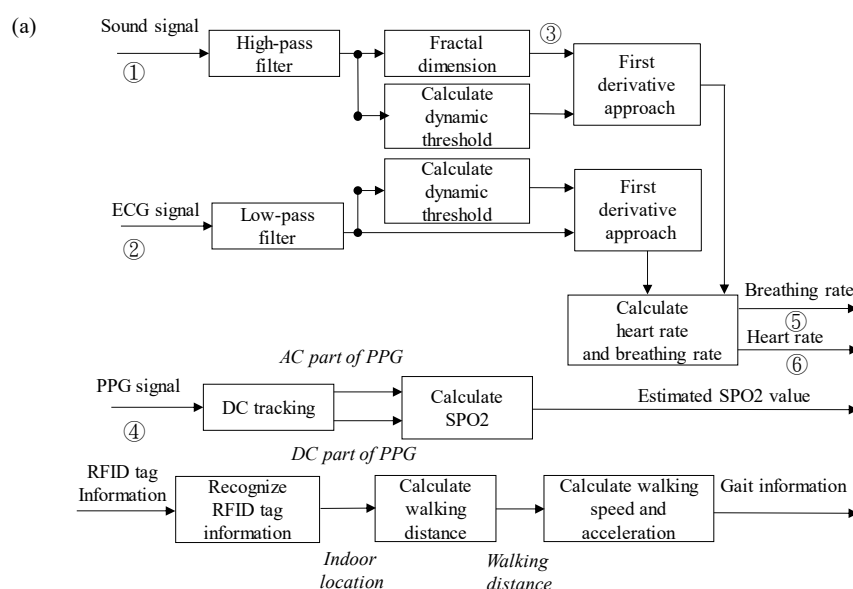 (a)
Sound signal
①
High-pass
filter
Fractal
dimension
③
First
derivative
approach
Calculate
dynamic
threshold
ECG signal
②
Low-pass
filter
Calculate
dynamic
threshold
First
derivative
approach
Calculate
heart rate
and breathing rate
Breathing rate
⑤
Heart rate
⑥
PPG signal
④
DC tracking
AC part of PPG
DC part of PPG
Calculate
SPO2
Estimated SPO2 value
RFID tag
Information
Recognize
RFID tag
information
Indoor
location
Calculate
walking
distance
Walking
distance
Calculate walking
speed and
acceleration
Gait information